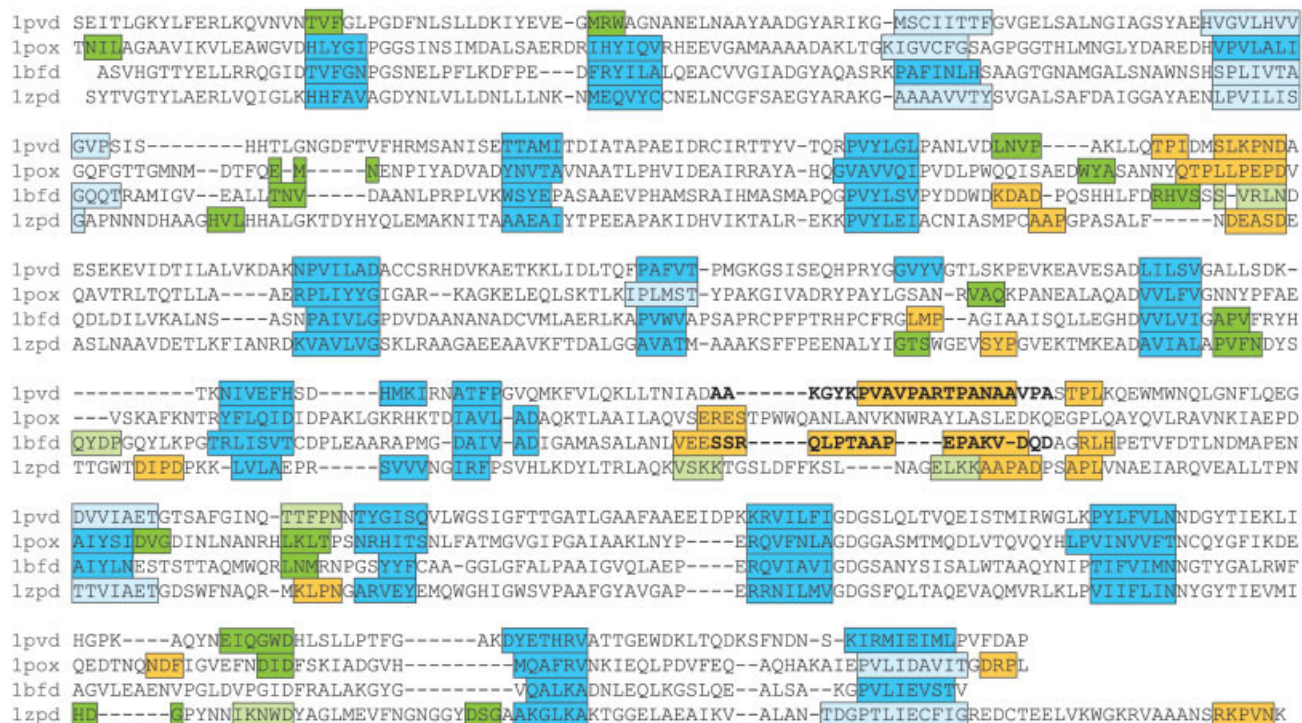 1pvd SEITLGKYLFERLKQVNVNTVFGLPGDFNLSLLDKIYEVE-GMRWAGNANELNAAYAADGYARIKG-MSCIITTFGVGELSALNGIAGSYAEHVGVLHVV
1pox TNILAGAAVIKVLEAWGVDHLYGIPGGSINSIMDALSAERDRIHYIQVRHEEVGAMAAAADAKLTGKIGVCFGSAGPGGTHLMNGLYDAREDHVPVLALI
1bfd ASVHGTTYELLRRQGIDTVFGNPGSNELPFLKDFPE---DFRYILALQEACVVGIADGYAQASRKPAFINLHSAAGTGNAMGALSNAWNSHSPLIVTA
1zpd SYTVGTYLAERLVQIGLKHHFAVAGDYNLVLLDNLLLNK-NMEQVYCCNELNCGFSAEGYARAKG-AAAAVVTYSVGALSAFDAIGGAYAENLPVILIS
1pvd GVPSIS-------HHTLGNGDFTVFHRMSANISETTAMITDIATAPAEIDRCIRTTYV-TQRPVYLGLPANLVDLNVP----AKLLQTPIDMSLKPNDA
1pox GQFGTTGMNM--DTFQE-M-----NENPIYADVADYNVTAVNAATLPHVIDEAIRRAYA-HQGVAVVQIPVDLPWQQISAEDWYASANNYQTPLLPEPDV
1bfd GQQTRAMIGV--EALLTNV-----DAANLPRPLVKWSYEPASAAEVPHAMSRAIHMASMAPQGPVYLSVPYDDWDKDAD--PQSHHLFDRHVSSS-VRLND
1zpd GAPNNNDHAAGHVLHHALGKTDYHYQLEMAKNITAAAEAIYTPEEAPAKIDHVIKTALR-EKKPVYLEIACNIASMPCAAPGPASALF-----NDEASDE
1pvd ESEKEVIDTILALVKDAKNPVILADACCSRHDVKAETKKLIDLTQFPAFVT-PMGKGSISEQHPRYGGVYVGTLSKPEVKEAVESADLILSVGALLSDK-
1pox QAVTRLTQTLLA----AERPLIYYGIGAR--KAGKELEQLSKTLKIPLMST-YPAKGIVADRYPAYLGSAN-RVAQKPANEALAQADVVLFVGNNYPFAE
1bfd QDLDILVKALNS----ASNPAIVLGPDVDAANANADCVMLAERLKAPVWVAPSAPRCPFPTRHPCFRGLMP--AGIAAISQLLEGHDVVLVIGAPVFRYH
1zpd ASLNAAVDETLKFIANRDKVAVLVGSKLRAAGAEEAAVKFTDALGGAVATM-AAAKSFFPEENALYIGTSWGEVSYPGVEKTMKEADAVIALAPVFNDYS
1pvd ----------TKNIVEFHSD-----HMKIRNATFPGVQMKFVLQKLLTNIADAA------KGYKPVAVPARTPANAAVPASTPLKQEWMWNQLGNFLQEG
1pox ---VSKAFKNTRYFLQIDIDPAKLGKRHKTDIAVL-ADAQKTLAAILAQVSERESTPWWQANLANVKNWRAYLASLEDKQEGPLQAYQVLRAVNKIAEPD
1bfd QYDPGQYLKPGTRLISVTCDPLEAARAPMG-DAIV-ADIGAMASALANLVEESSR-----QLPTAAP----EPAKV-DQDAGRLHPETVFDTLNDMAPEN
1zpd TTGWTDIPDPKK--LVLAEPR----SVVVNGIRFPSVHLKDYLTRLAQKVSKKTGSLDFFKSL----NAGELKKAAPADPSAPLVNAEIARQVEALLTPN
1pvd DVVIAETGTSAFGINQ-TTFPNNTYGISQVLWGSIGFTTGATLGAAFAAEEIDPKKRVILFIGDGSLQLTVQEISTMIRWGLKPYLFVLNNDGYTIEKLI
1pox AIYSIDVGDINLNANRHLKLTPSNRHITSNLFATMGVGIPGAIAAKLNYP----ERQVFNLAGDGGASMTMQDLVTQVQYHLPVINVVFTNCQYGFIKDE
1bfd AIYLNESTSTTAQMWQRLNMRNPGSYYFCAA-GGLGFALPAAIGVQLAEP----ERQVIAVIGDGSANYSISALWTAAQYNIPTIFVIMNNGTYGALRWF
1zpd TTVIAETGDSWFNAQR-MKLPNGARVEYEMQWGHIGWSVPAAFGYAVGAP----ERRNILMVGDGSFQLTAQEVAQMVRLKLPVIIFLINNYGYTIEVMI
1pvd HGPK----AQYNEIQGWDHLSLLPTFG------AKDYETHRVATTGEWDKLTQDKSFNDN-S-KIRMIEIMLPVFDAP
1pox QEDTNQNDFIGVEFNDIDFSKIADGVH---------MQAFRVNKIEQLPDVFEQ--AQHAKAIEPVLIDAVITGDRPL
1bfd AGVLEAENVPGLDVPGIDFRALAKGYG---------VQALKADNLEQLKGSLQE--ALSA--KGPVLIEVSTV
1zpd HD------GPYNNIKNWDYAGLMEVFNGNGGYDSGAAKGLKAKTGGELAEAIKV--ALAN-TDGPTLIECFIGREDCTEELVKWGKRVAAANSRKPVNK